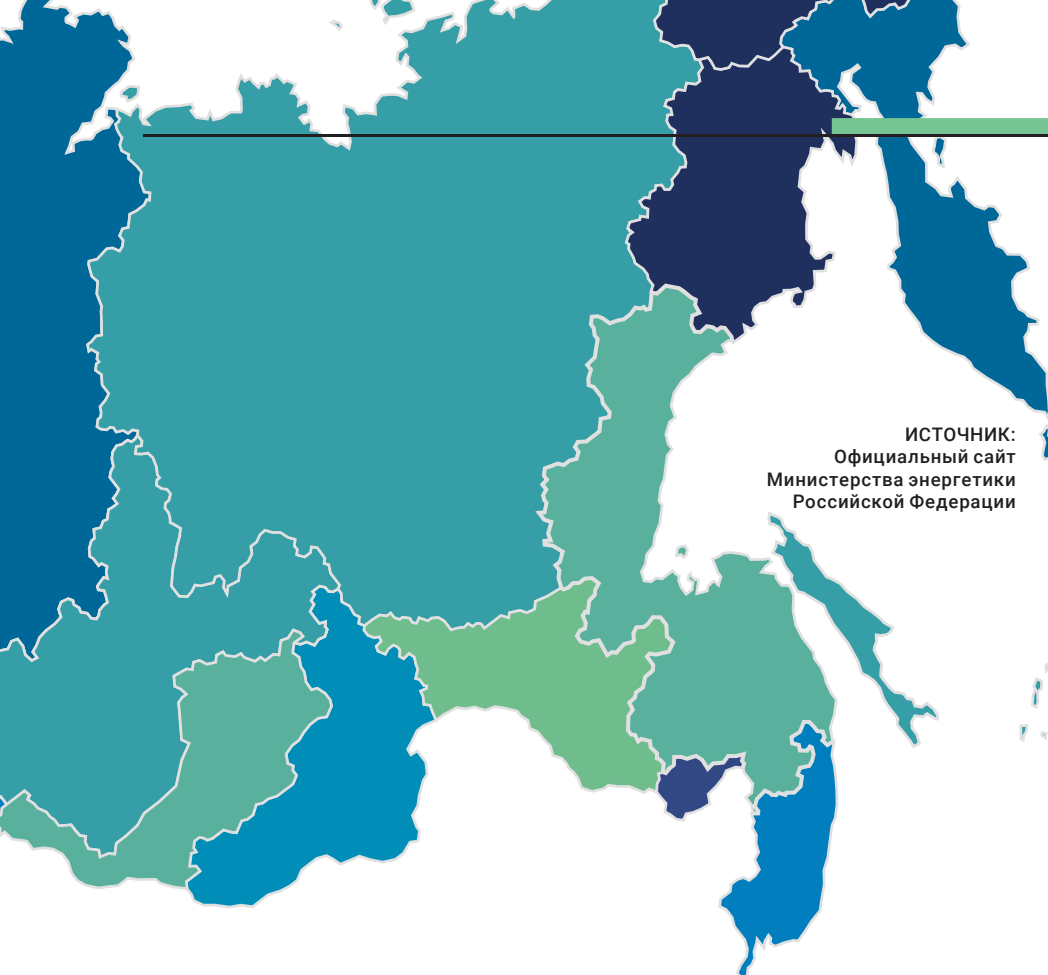 ИСТОЧНИК:
Официальный сайт
Министерства энергетики
Российской Федерации